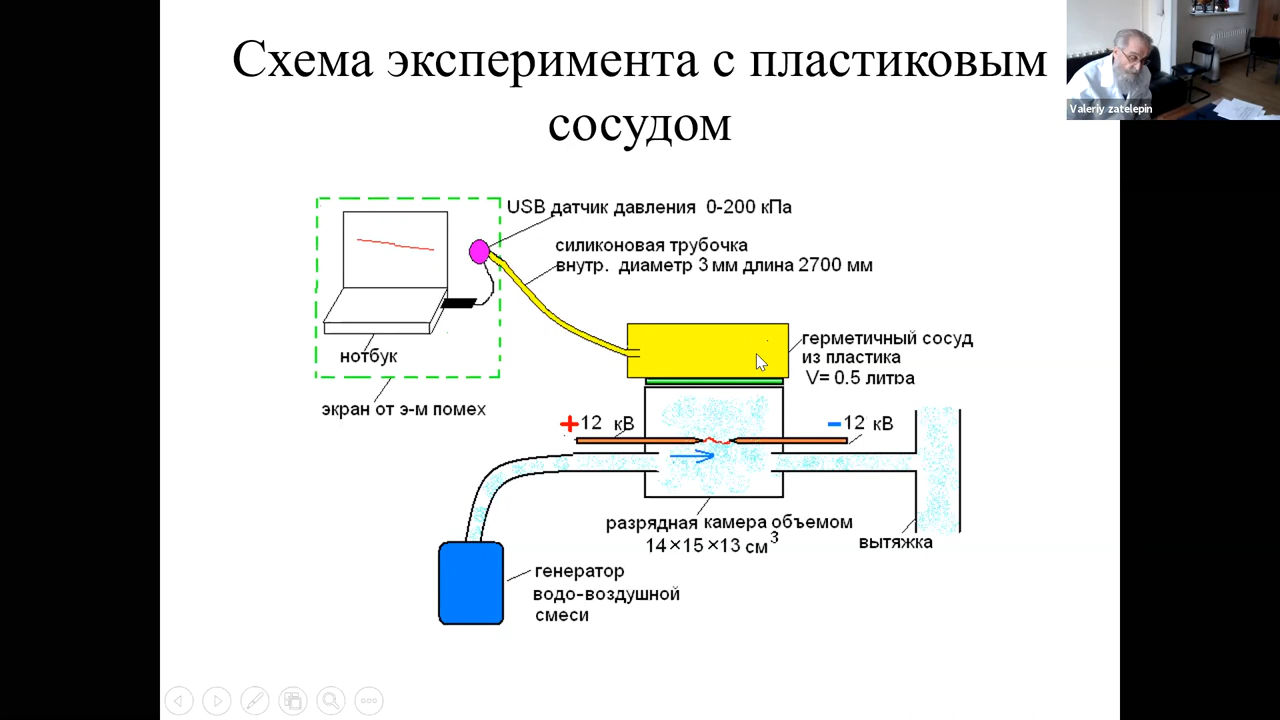 Схема эксперимента с пластиковым
сосудом
Valeriy zatelepin
USB датчик давления 0-200 кПа
силиконовая трубочка
внутр. диаметр 3 мм длина 2700 мм
нотбук
экран от э-м помех
герметичный сосуд
из пластика
V= 0.5 литра
+12 кВ
-12 кВ
разрядная камера объемом
14×15×13 см³
вытяжка
генератор
водо-воздушной
смеси